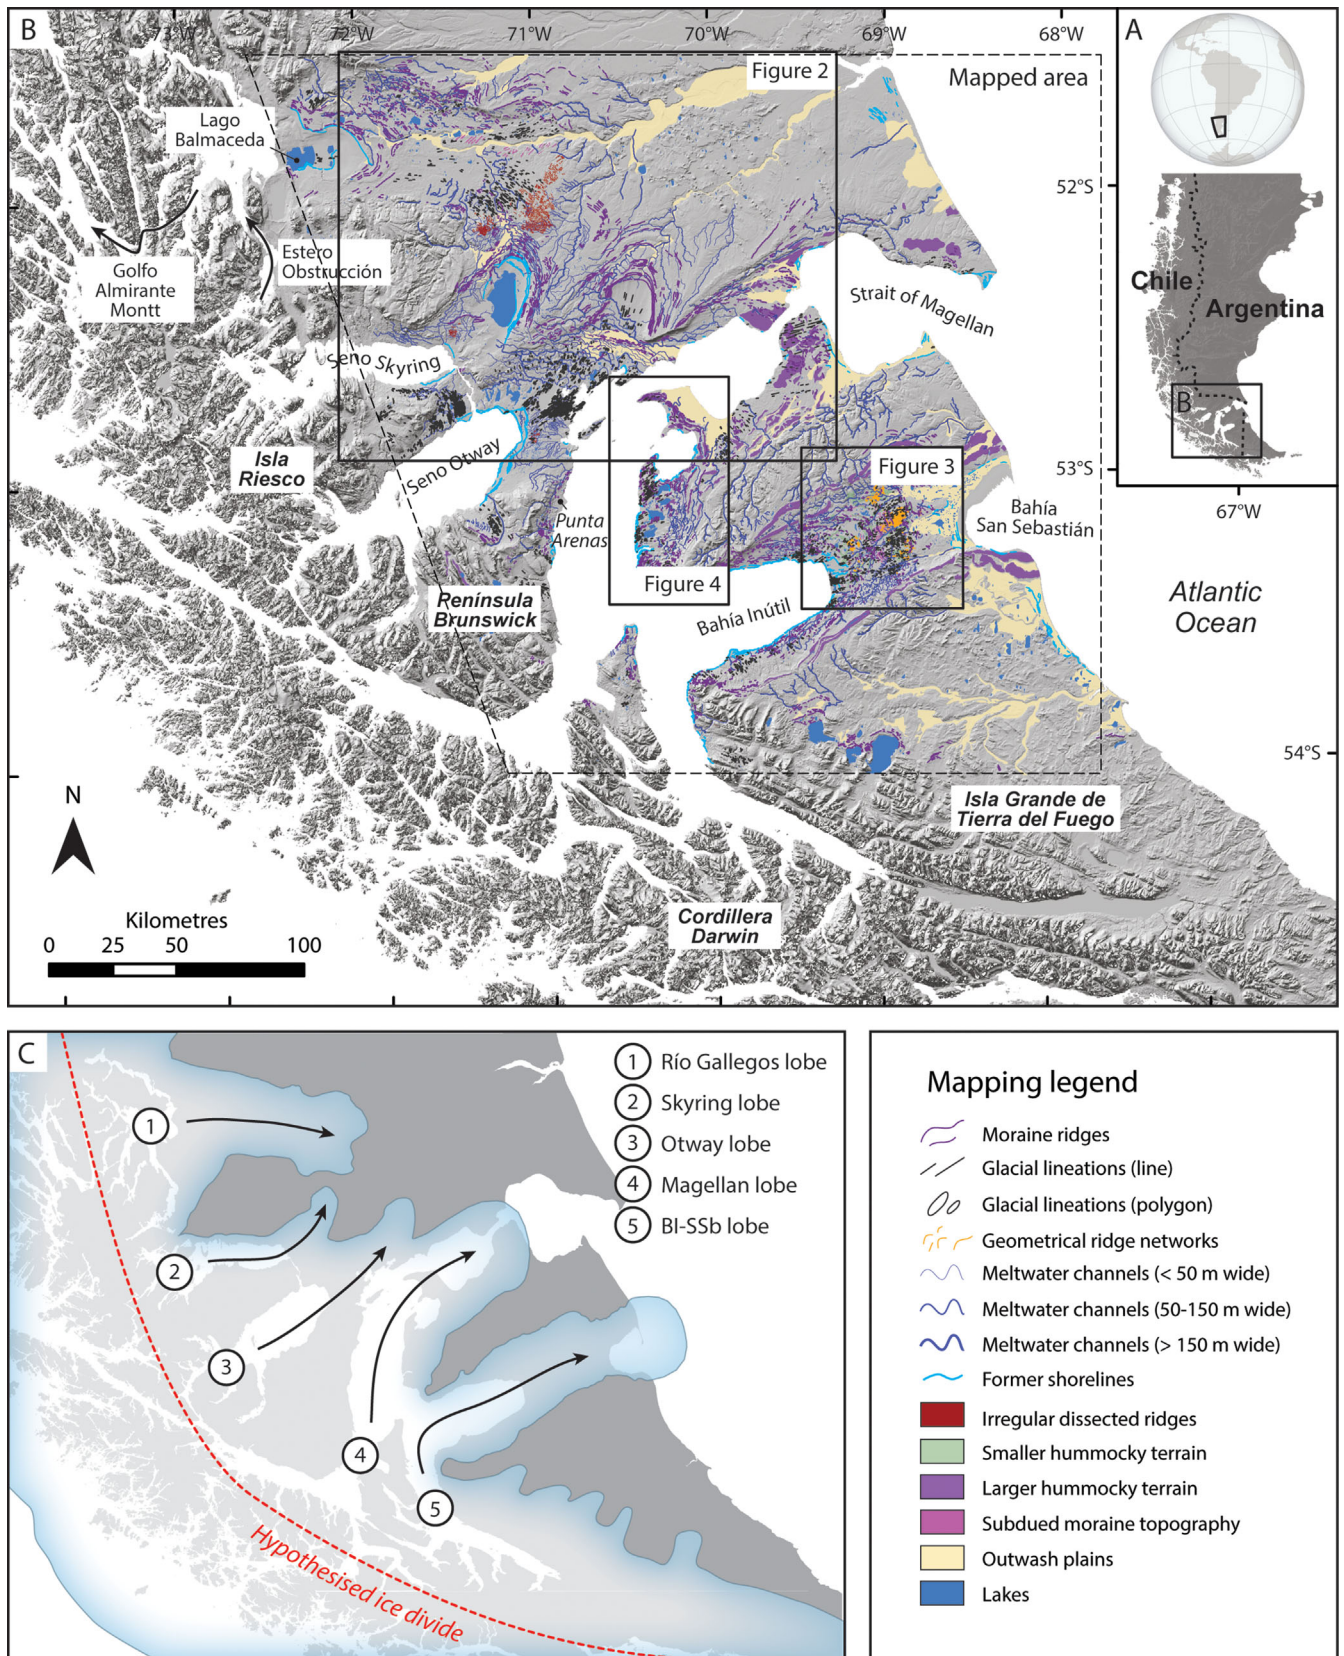 B
73°W
72°W
71°W
70°W
69°W
68°W
Figure 2
Mapped area
Lago
Balmaceda
52°S
Golfo
Almirante
Montt
Estero
Obstrucción
Strait of Magellan
Seno Skyring
Isla
Riesco
Seno Otway
Figure 3
53°S
Punta
Arenas
Bahía
San Sebastián
Figure 4
Península
Brunswick
Bahía Inútil
Atlantic
Ocean
54°S
N
Isla Grande de
Tierra del Fuego
Kilometres
0 25 50 100
Cordillera
Darwin
A
Chile
Argentina
B
67°W
C
1 Río Gallegos lobe
2 Skyring lobe
3 Otway lobe
4 Magellan lobe
5 BI-SSb lobe
1
2
3
4
5
Hypothesised ice divide
Mapping legend
Moraine ridges
Glacial lineations (line)
Glacial lineations (polygon)
Geometrical ridge networks
Meltwater channels (< 50 m wide)
Meltwater channels (50-150 m wide)
Meltwater channels (> 150 m wide)
Former shorelines
Irregular dissected ridges
Smaller hummocky terrain
Larger hummocky terrain
Subdued moraine topography
Outwash plains
Lakes